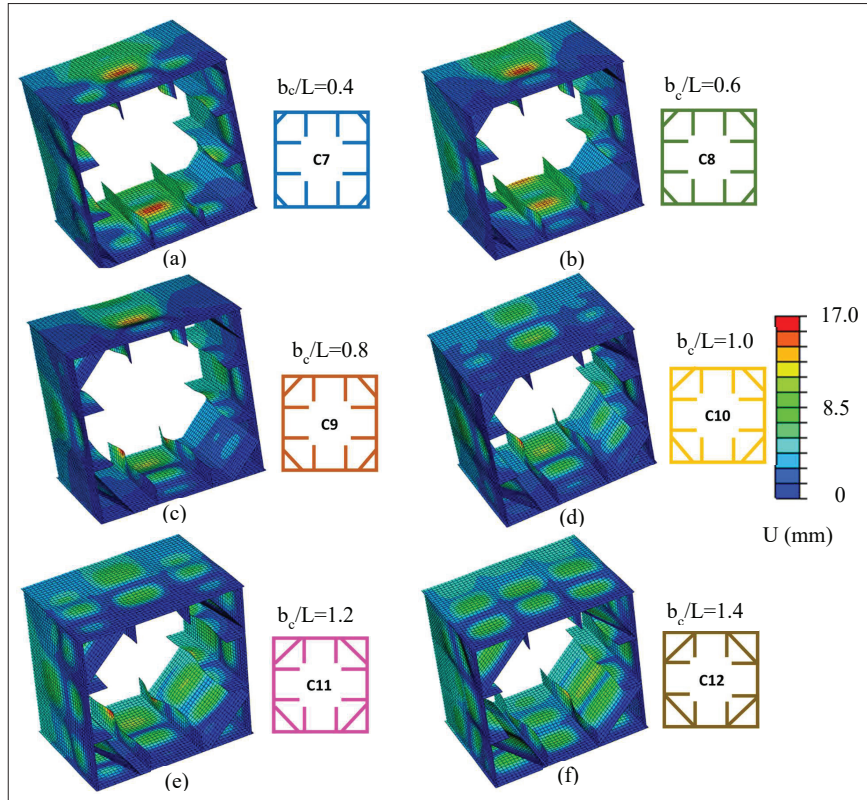 b_c/L=0.4
C7
(a)
b_c/L=0.6
C8
(b)
b_c/L=0.8
C9
(c)
b_c/L=1.0
C10
(d)
17.0
8.5
0
U (mm)
b_c/L=1.2
C11
(e)
b_c/L=1.4
C12
(f)